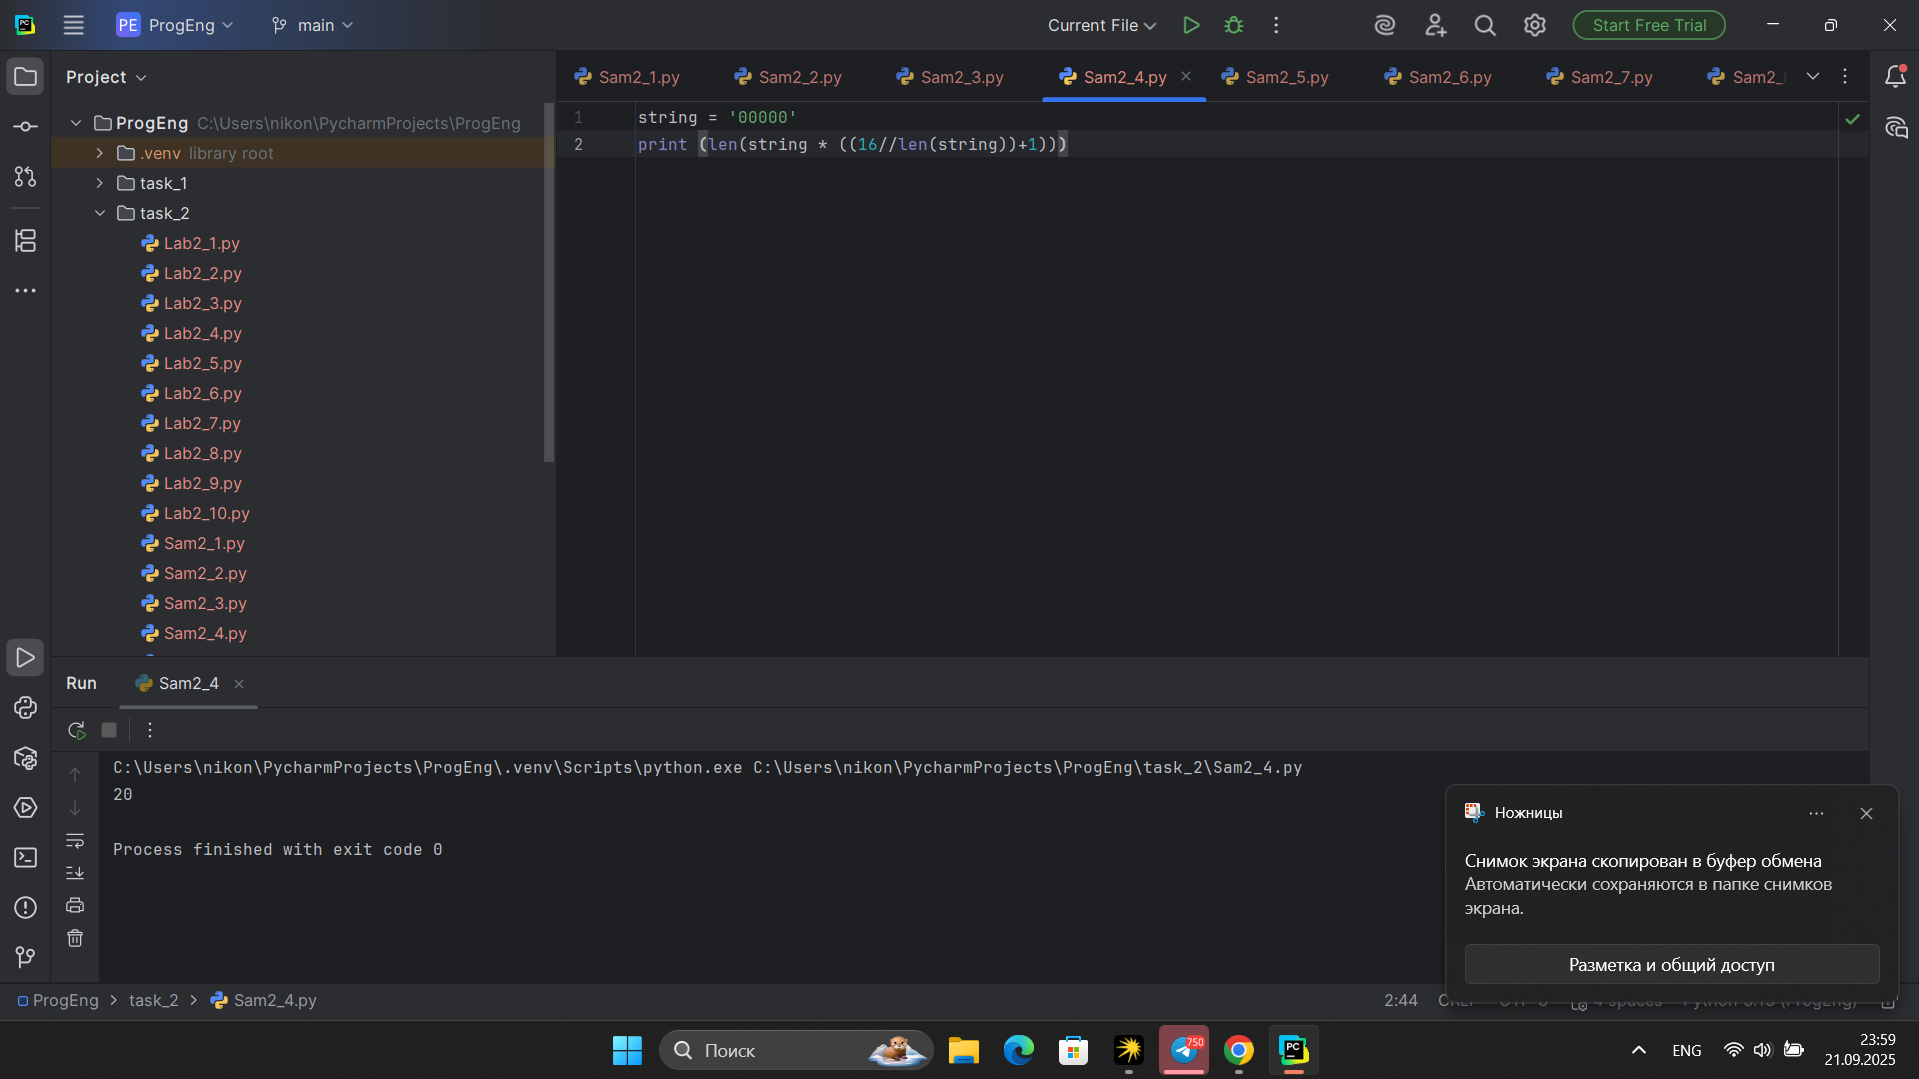 PC
PE ProgEng
main
Current File
Start Free Trial
Project
Sam2_1.py
Sam2_2.py
Sam2_3.py
Sam2_4.py
Sam2_5.py
Sam2_6.py
Sam2_7.py
Sam2_
ProgEng C:\Users\nikon\PycharmProjects\ProgEng
.venv library root
task_1
task_2
Lab2_1.py
Lab2_2.py
Lab2_3.py
Lab2_4.py
Lab2_5.py
Lab2_6.py
Lab2_7.py
Lab2_8.py
Lab2_9.py
Lab2_10.py
Sam2_1.py
Sam2_2.py
Sam2_3.py
Sam2_4.py
1 string = '00000'
2 print (len(string * ((16//len(string))+1)))
Run
Sam2_4
C:\Users\nikon\PycharmProjects\ProgEng\.venv\Scripts\python.exe C:\Users\nikon\PycharmProjects\ProgEng\task_2\Sam2_4.py
20
Process finished with exit code 0
Ножницы
Снимок экрана скопирован в буфер обмена
Автоматически сохраняются в папке снимков
экрана.
Разметка и общий доступ
ProgEng > task_2 > Sam2_4.py
2:44
4 spaces
Поиск
750
PC
ENG
23:59
21.09.2025